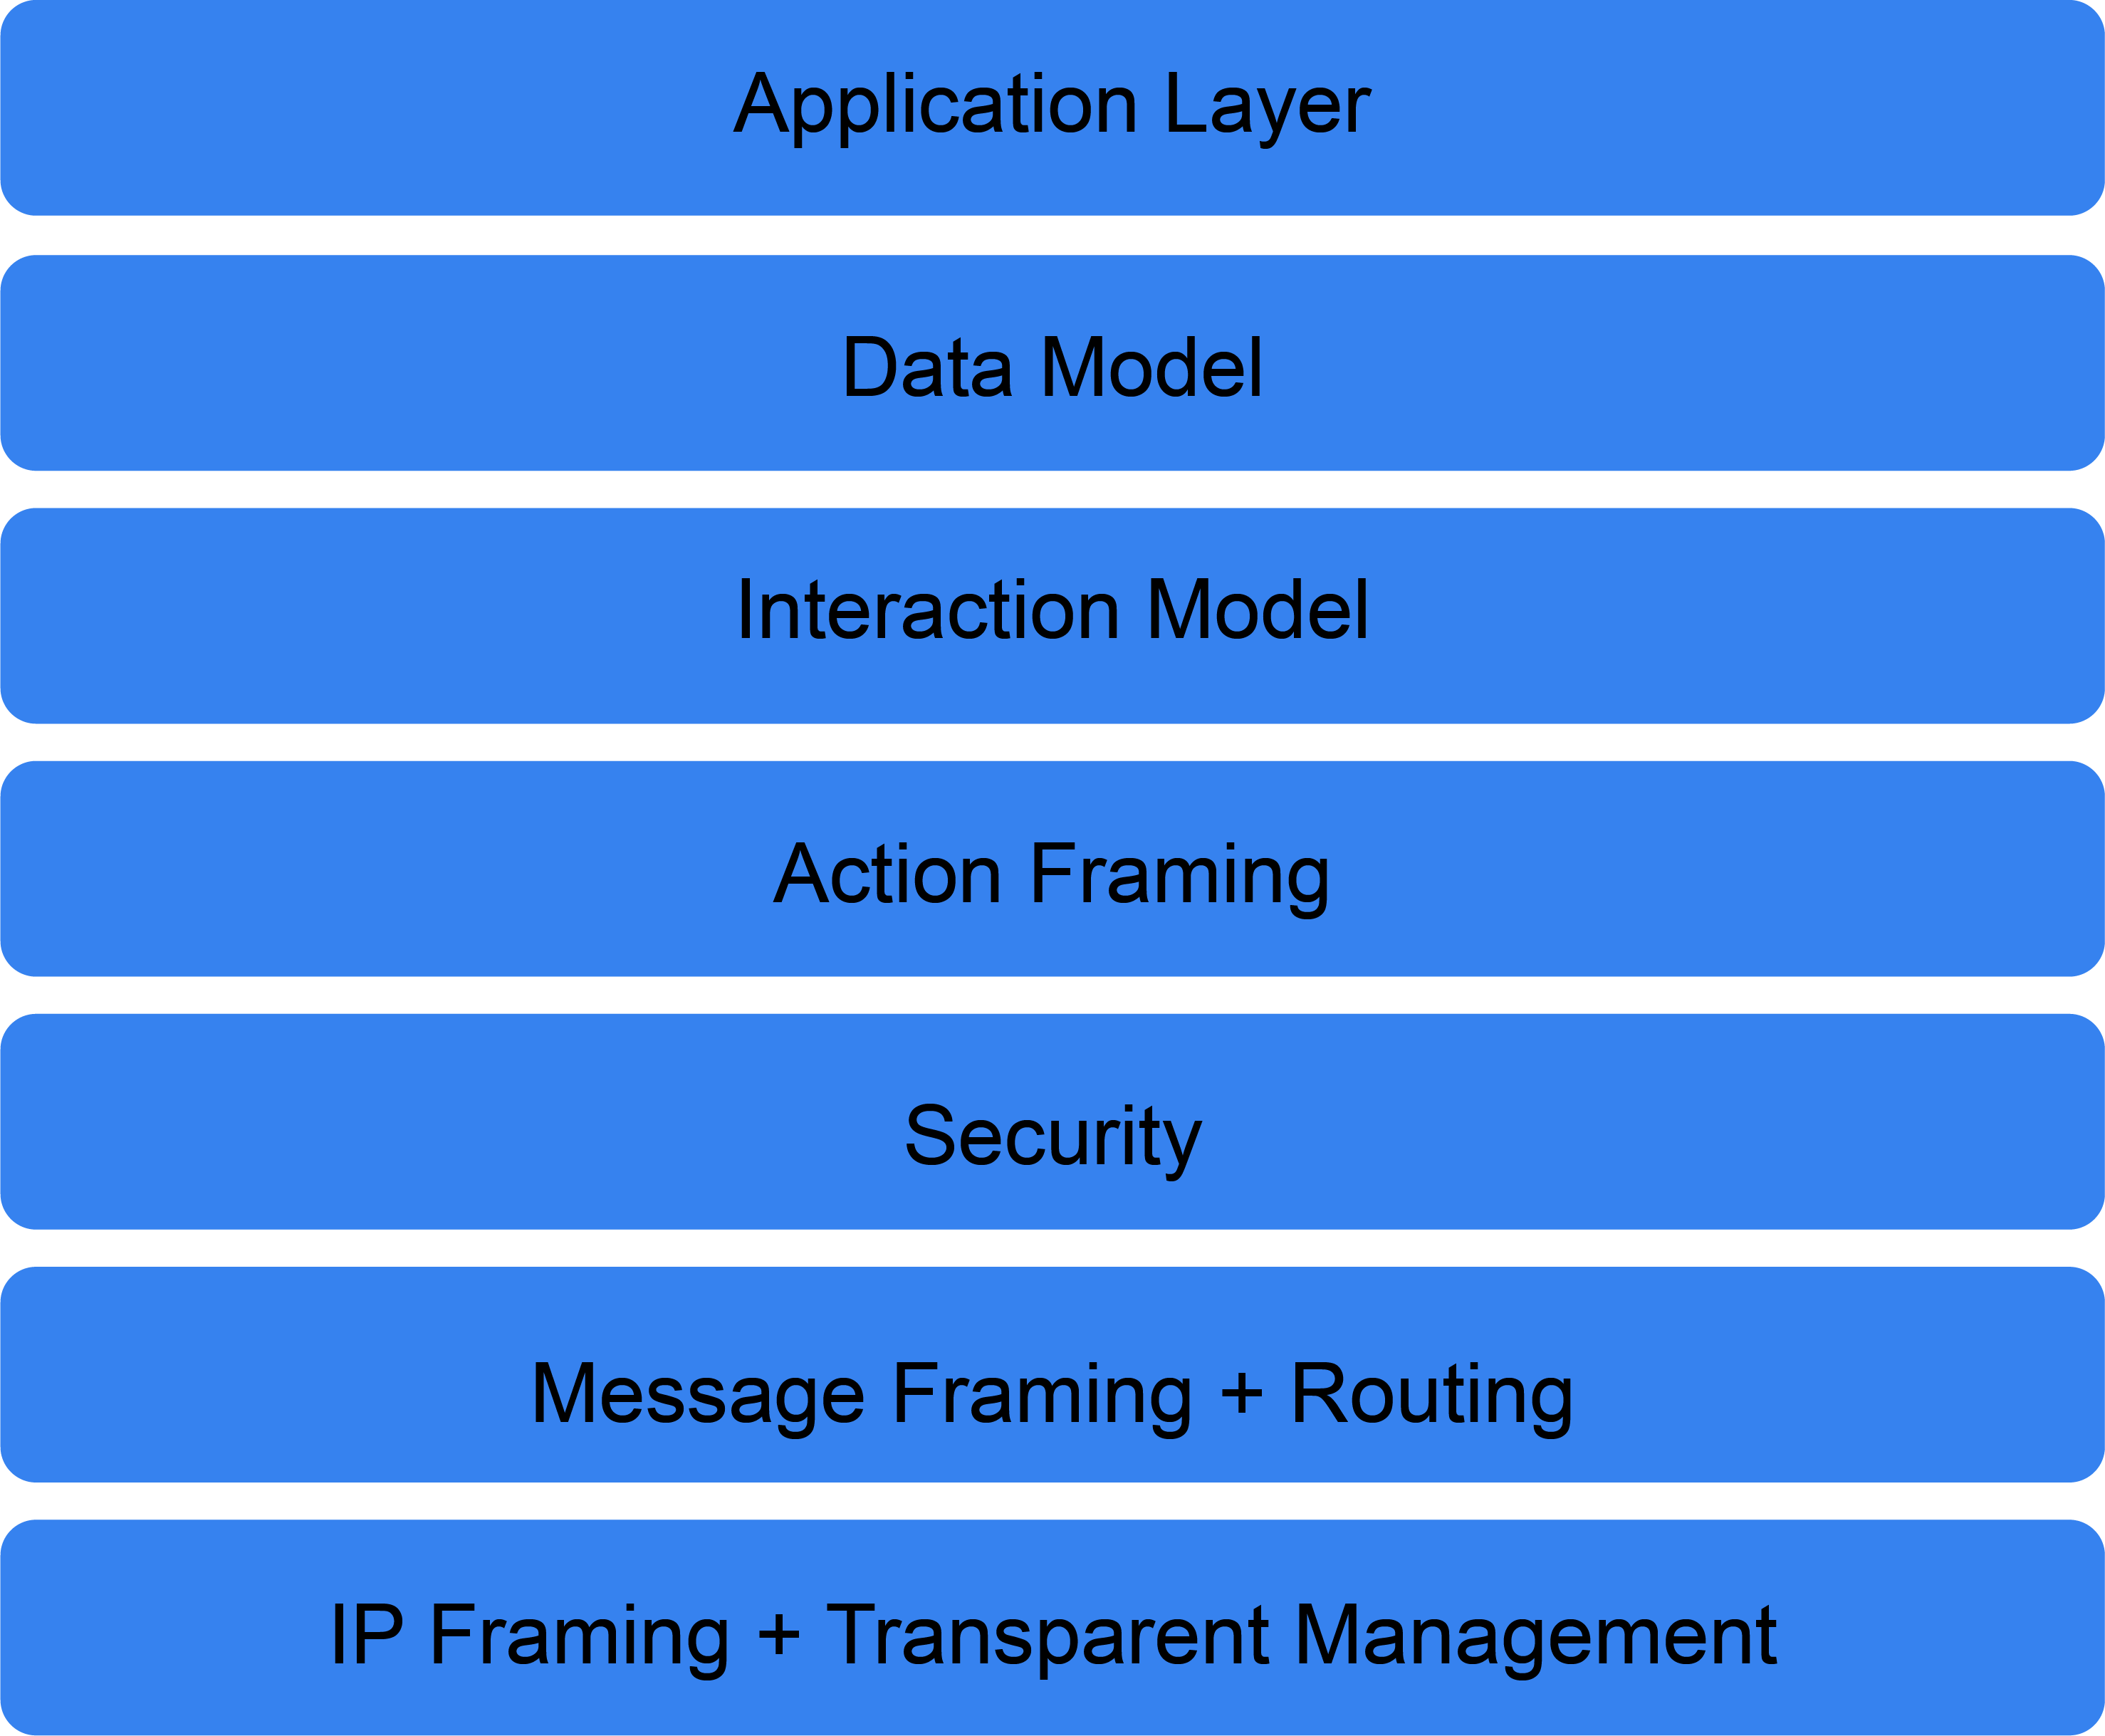 Application Layer
Data Model
Interaction Model
Action Framing
Security
Message Framing + Routing
IP Framing + Transparent Management